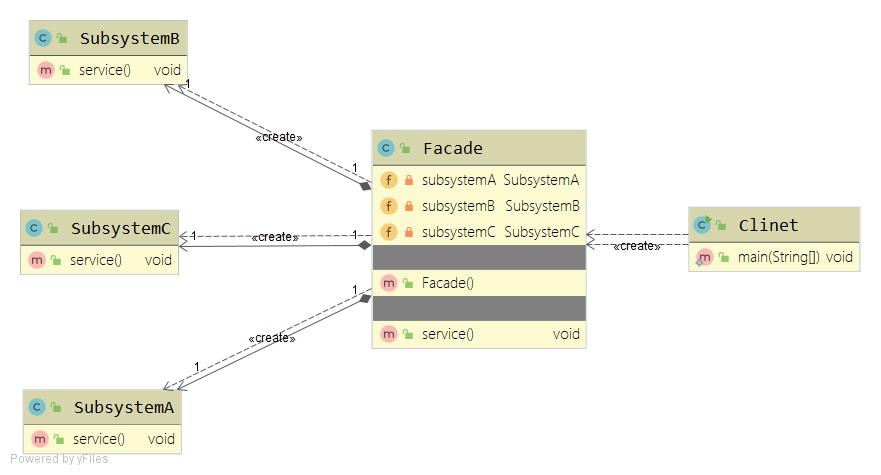 SubsystemB
service() void
1
«create»
1
Facade
subsystemA SubsystemA
subsystemB SubsystemB
subsystemC SubsystemC
Facade()
service() void
SubsystemC
service() void
1
«create»
1
Clinet
main(String[]) void
«create»
1
«create»
1
SubsystemA
service() void
Powered by yFiles